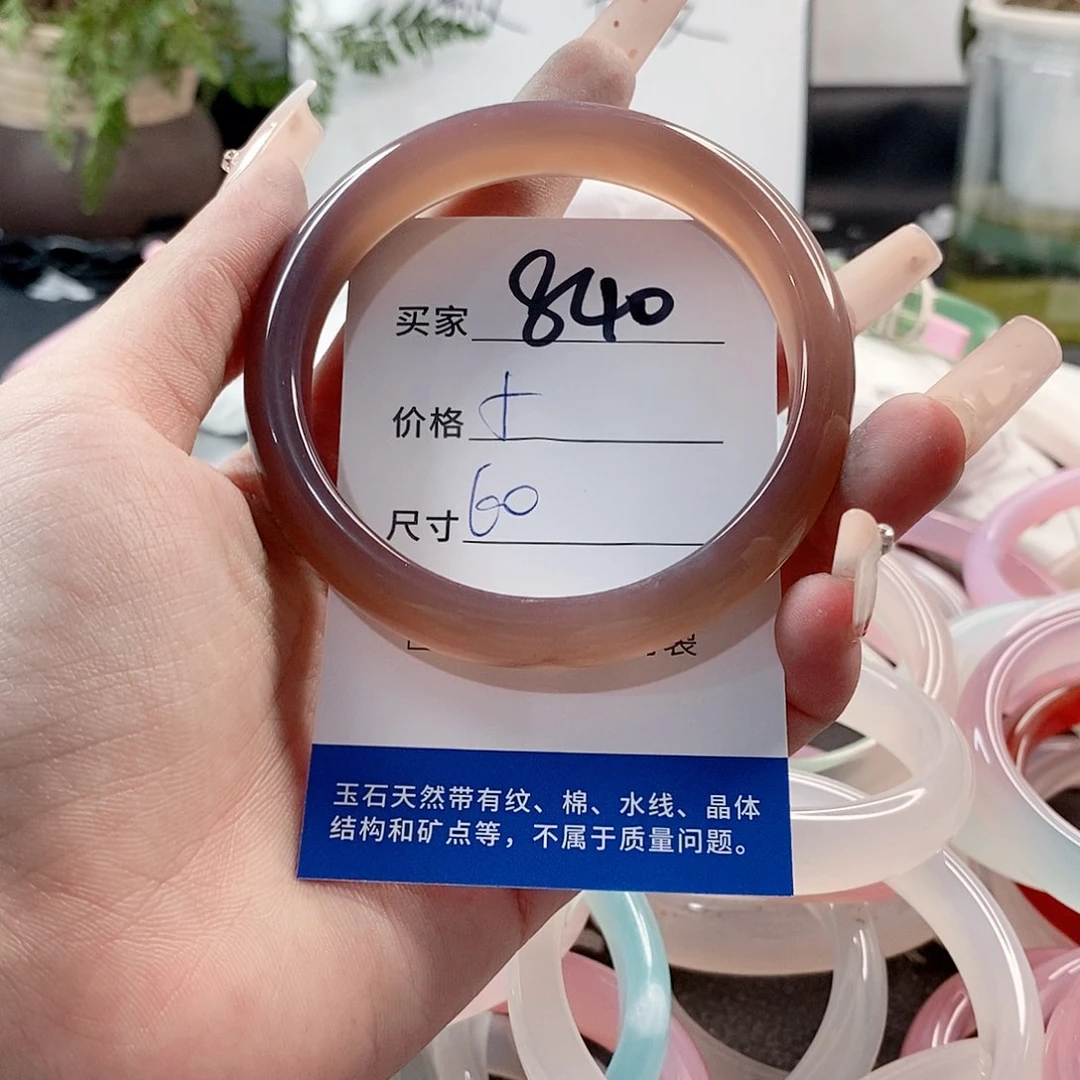 买家 840
价格
尺寸 60
玉石天然带有纹、棉、水线、晶体
结构和矿点等，不属于质量问题。